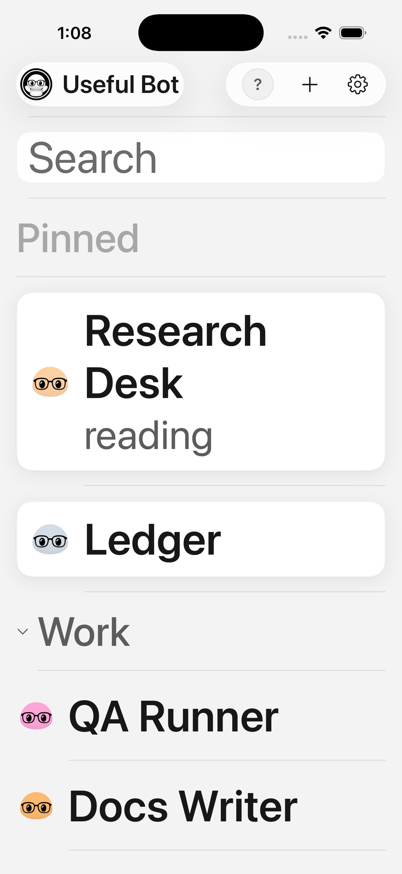 1:08
Useful Bot
?
Search
Pinned
Research
Desk
reading
Ledger
Work
QA Runner
Docs Writer